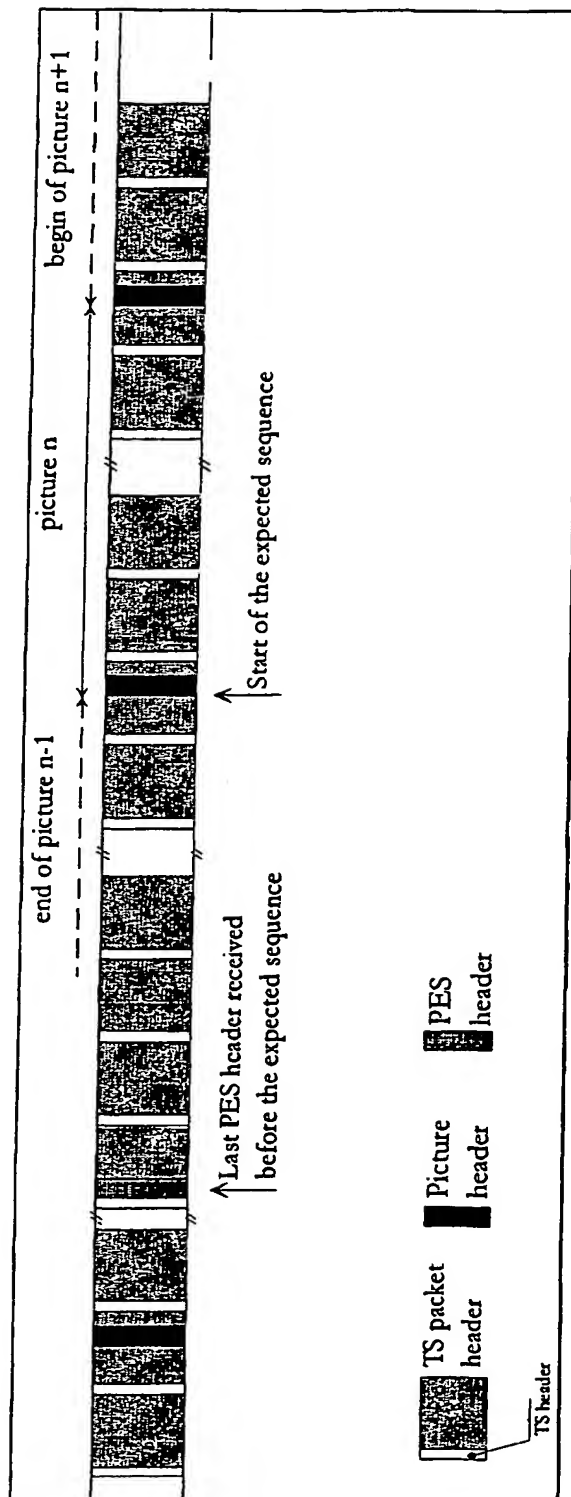 end of picture n-1
picture n
begin of picture n+1
Last PES header received
before the expected sequence
Start of the expected sequence
TS packet
header
Picture
header
PES
header
TS header